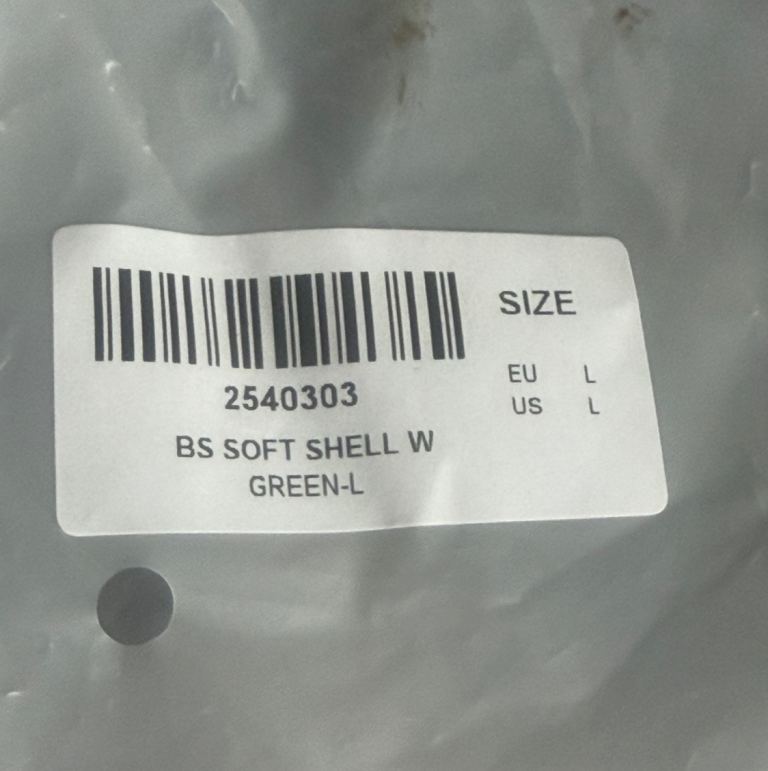 2540303
BS SOFT SHELL W
GREEN-L
SIZE
EU L
US L